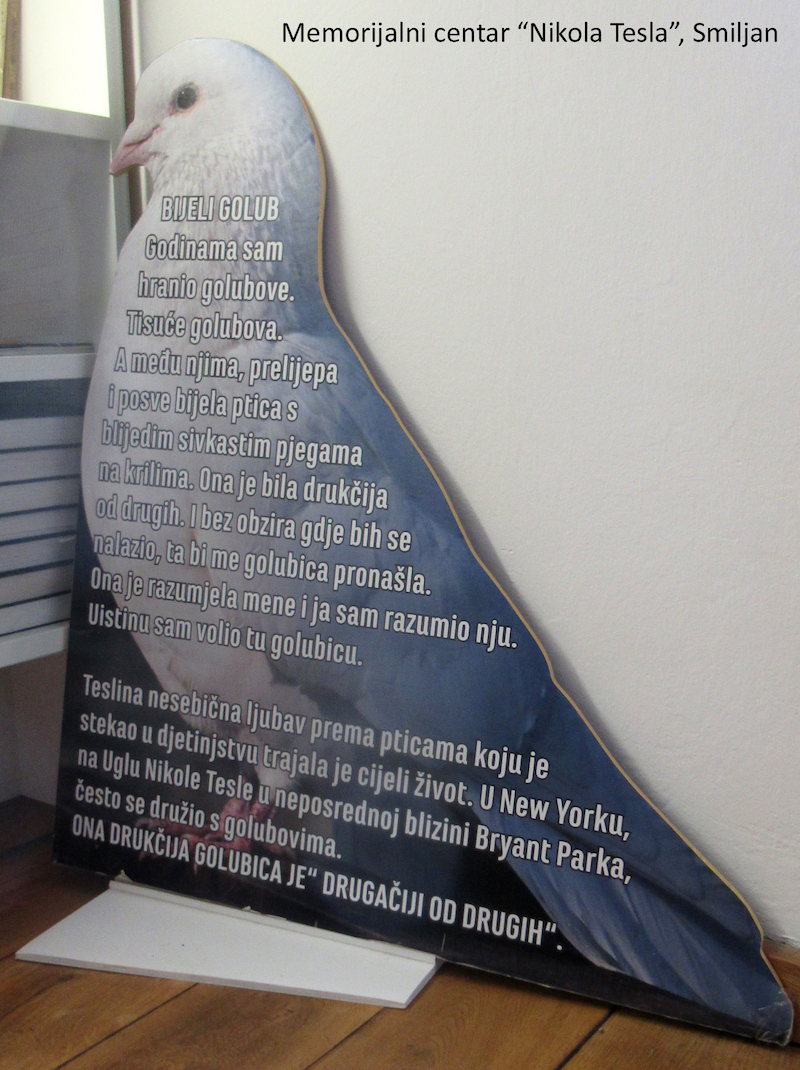 Memorijalni centar “Nikola Tesla”, Smiljan
BIJELI GOLUB
Godinama sam
hranio golubove.
Tisuće golubova.
A među njima, prelijepa
i posve bijela ptica s
blijedim sivkastim pjegama
na krilima. Ona je bila drukčija
od drugih. I bez obzira gdje bih se
nalazio, ta bi me golubica pronašla.
Ona je razumjela mene i ja sam razumio nju.
Uistinu sam volio tu golubicu.
Teslina nesebična ljubav prema pticama koju je
stekao u djetinjstvu trajala je cijeli život. U New Yorku,
na Uglu Nikole Tesle u neposrednoj blizini Bryant Parka,
često se družio s golubovima.
ONA DRUKČIJA GOLUBICA JE“ DRUGAČIJI OD DRUGIH“.